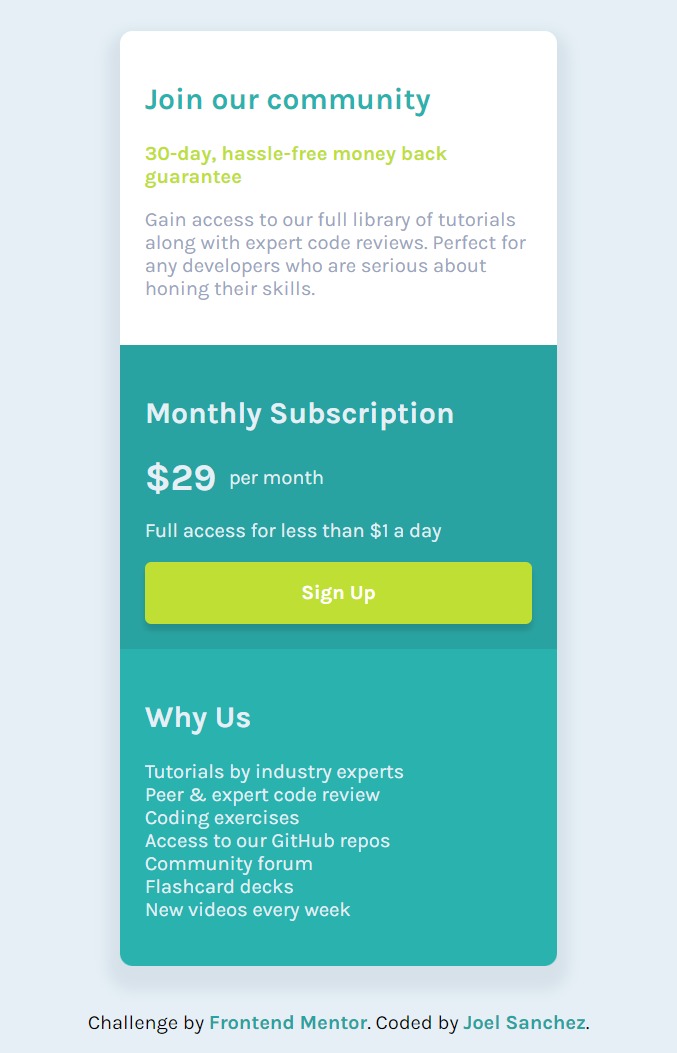 Join our community
30-day, hassle-free money back
guarantee
Gain access to our full library of tutorials
along with expert code reviews. Perfect for
any developers who are serious about
honing their skills.
Monthly Subscription
$29 per month
Full access for less than $1 a day
Sign Up
Why Us
Tutorials by industry experts
Peer & expert code review
Coding exercises
Access to our GitHub repos
Community forum
Flashcard decks
New videos every week
Challenge by Frontend Mentor. Coded by Joel Sanchez.